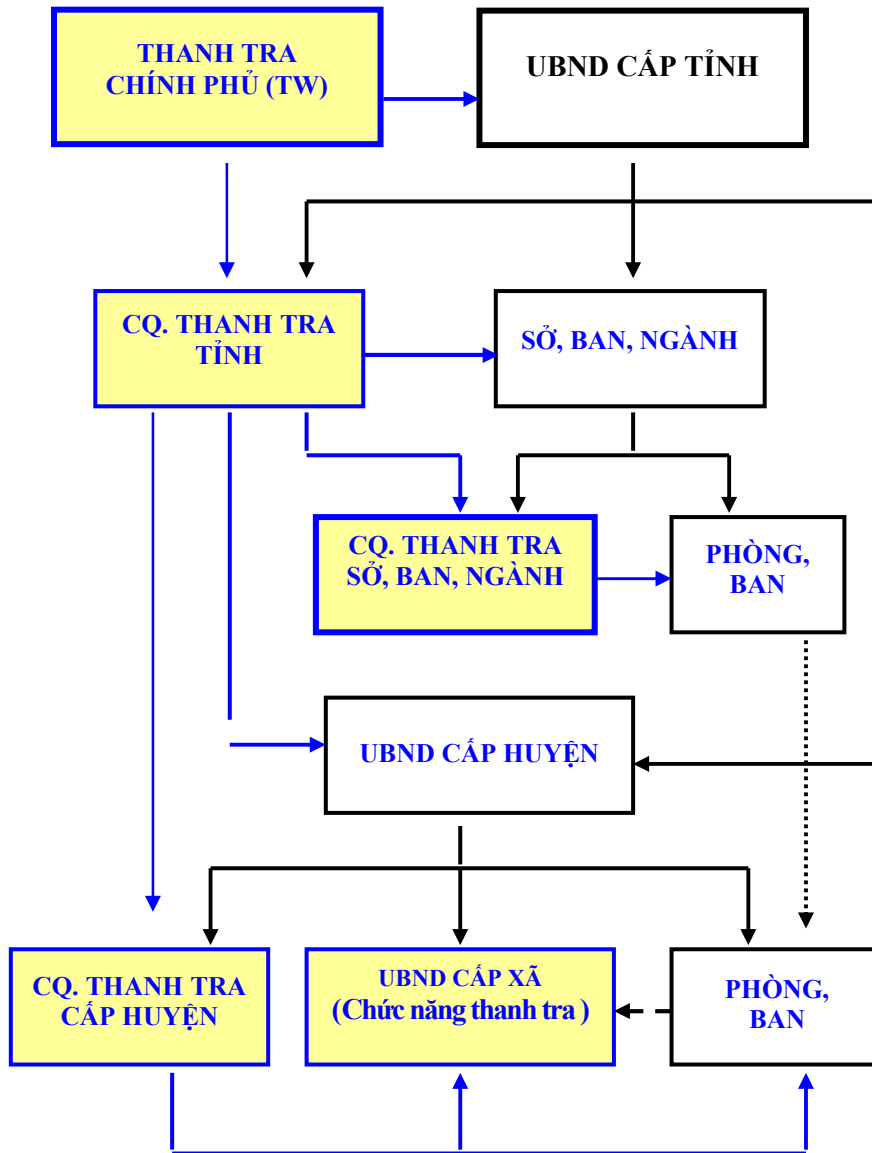 THANH TRA
CHÍNH PHỦ (TW)
UBND CẤP TỈNH
CQ. THANH TRA
TỈNH
SỞ, BAN, NGÀNH
CQ. THANH TRA
SỞ, BAN, NGÀNH
PHÒNG,
BAN
UBND CẤP HUYỆN
CQ. THANH TRA
CẤP HUYỆN
UBND CẤP XÃ
(Chức năng thanh tra )
PHÒNG,
BAN